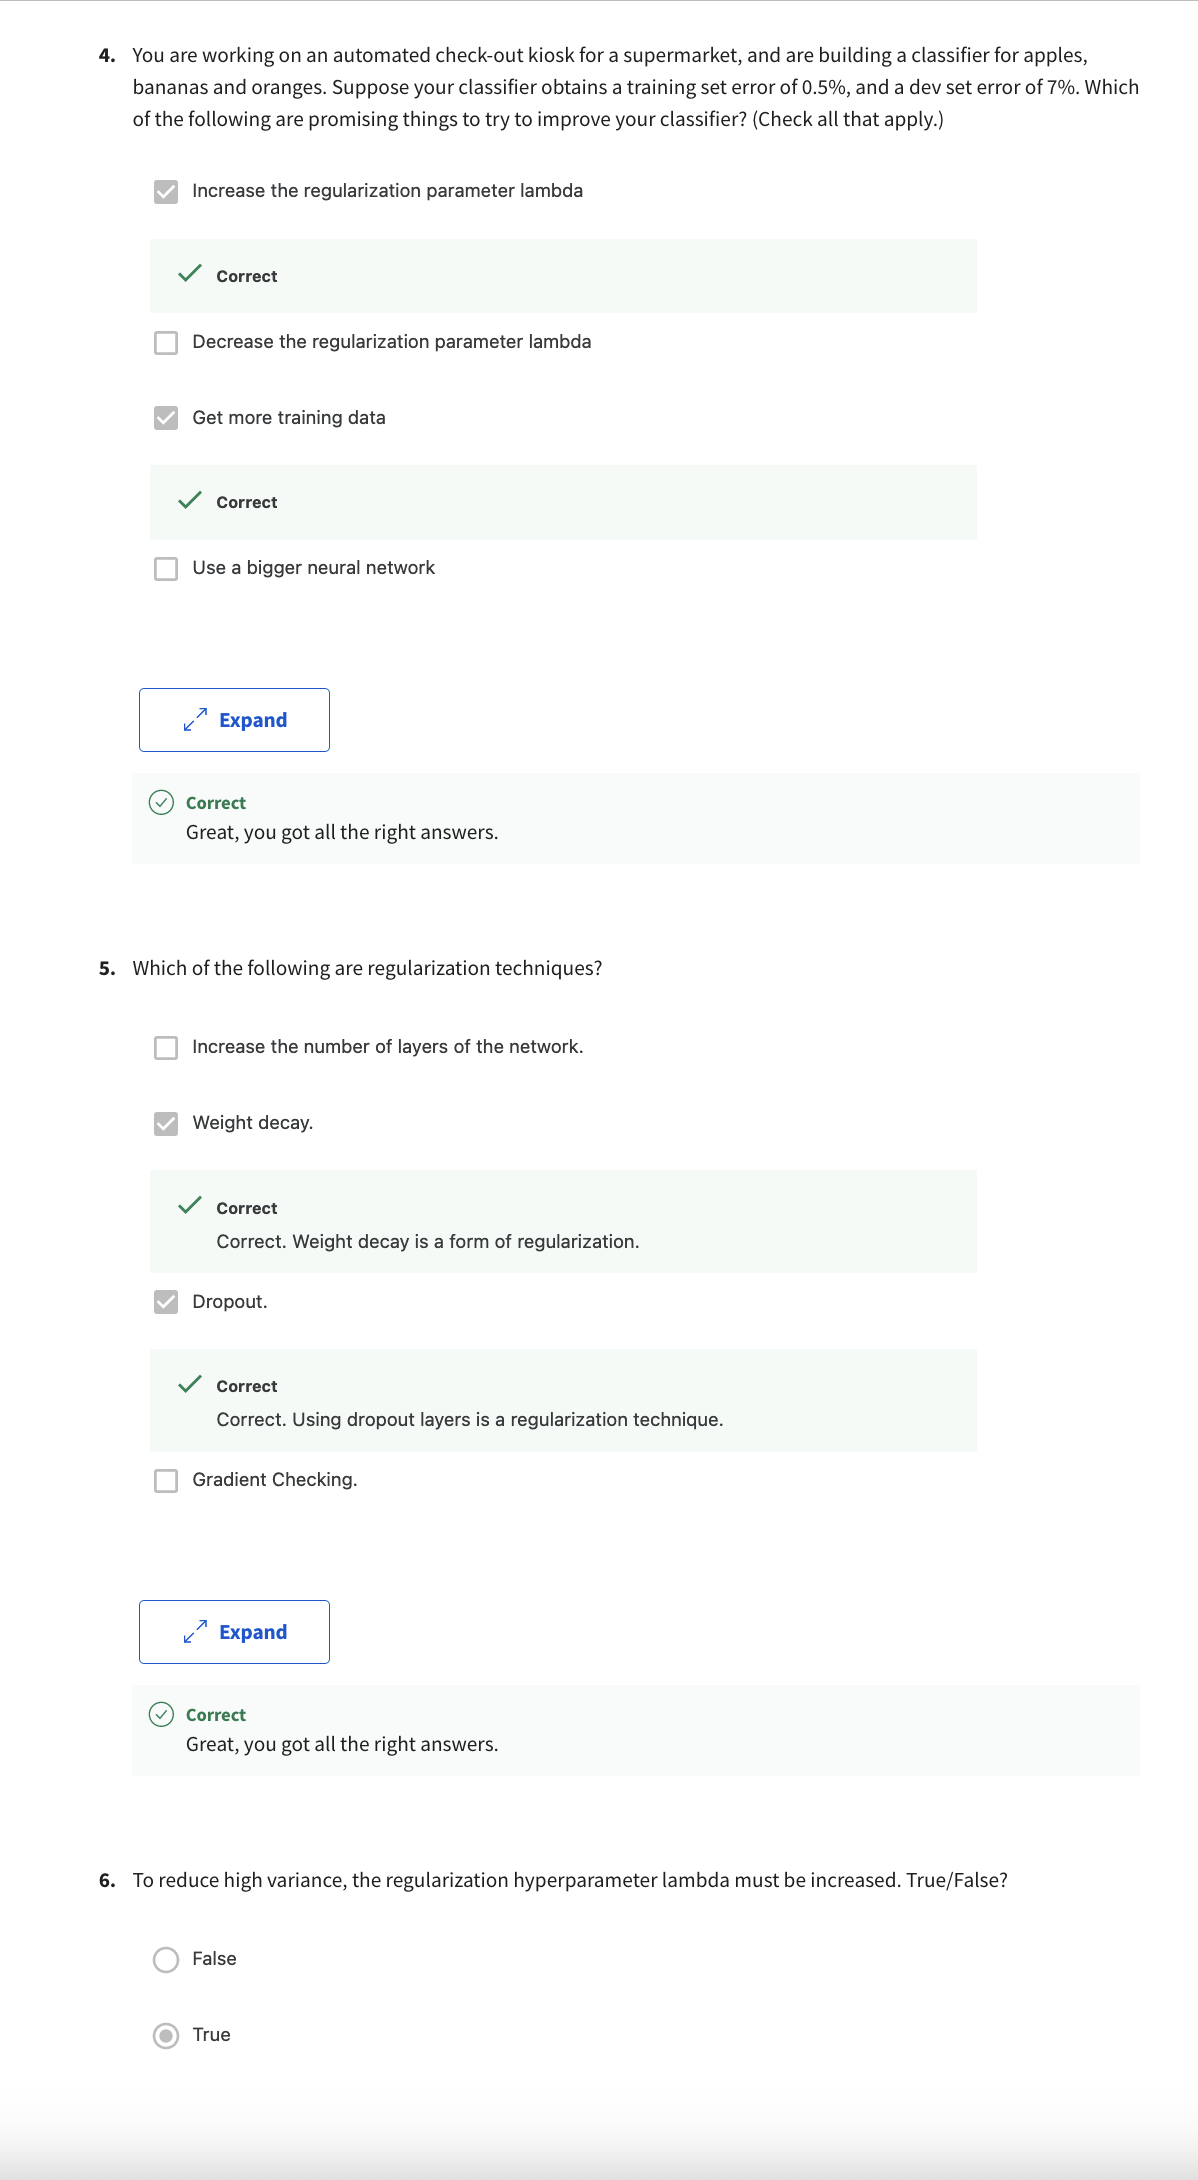 4. You are working on an automated check-out kiosk for a supermarket, and are building a classifier for apples,
bananas and oranges. Suppose your classifier obtains a training set error of 0.5%, and a dev set error of 7%. Which
of the following are promising things to try to improve your classifier? (Check all that apply.)
Increase the regularization parameter lambda
Correct
Decrease the regularization parameter lambda
Get more training data
Correct
Use a bigger neural network
Expand
Correct
Great, you got all the right answers.
5. Which of the following are regularization techniques?
Increase the number of layers of the network.
Weight decay.
Correct
Correct. Weight decay is a form of regularization.
Dropout.
Correct
Correct. Using dropout layers is a regularization technique.
Gradient Checking.
Expand
Correct
Great, you got all the right answers.
6. To reduce high variance, the regularization hyperparameter lambda must be increased. True/False?
False
True